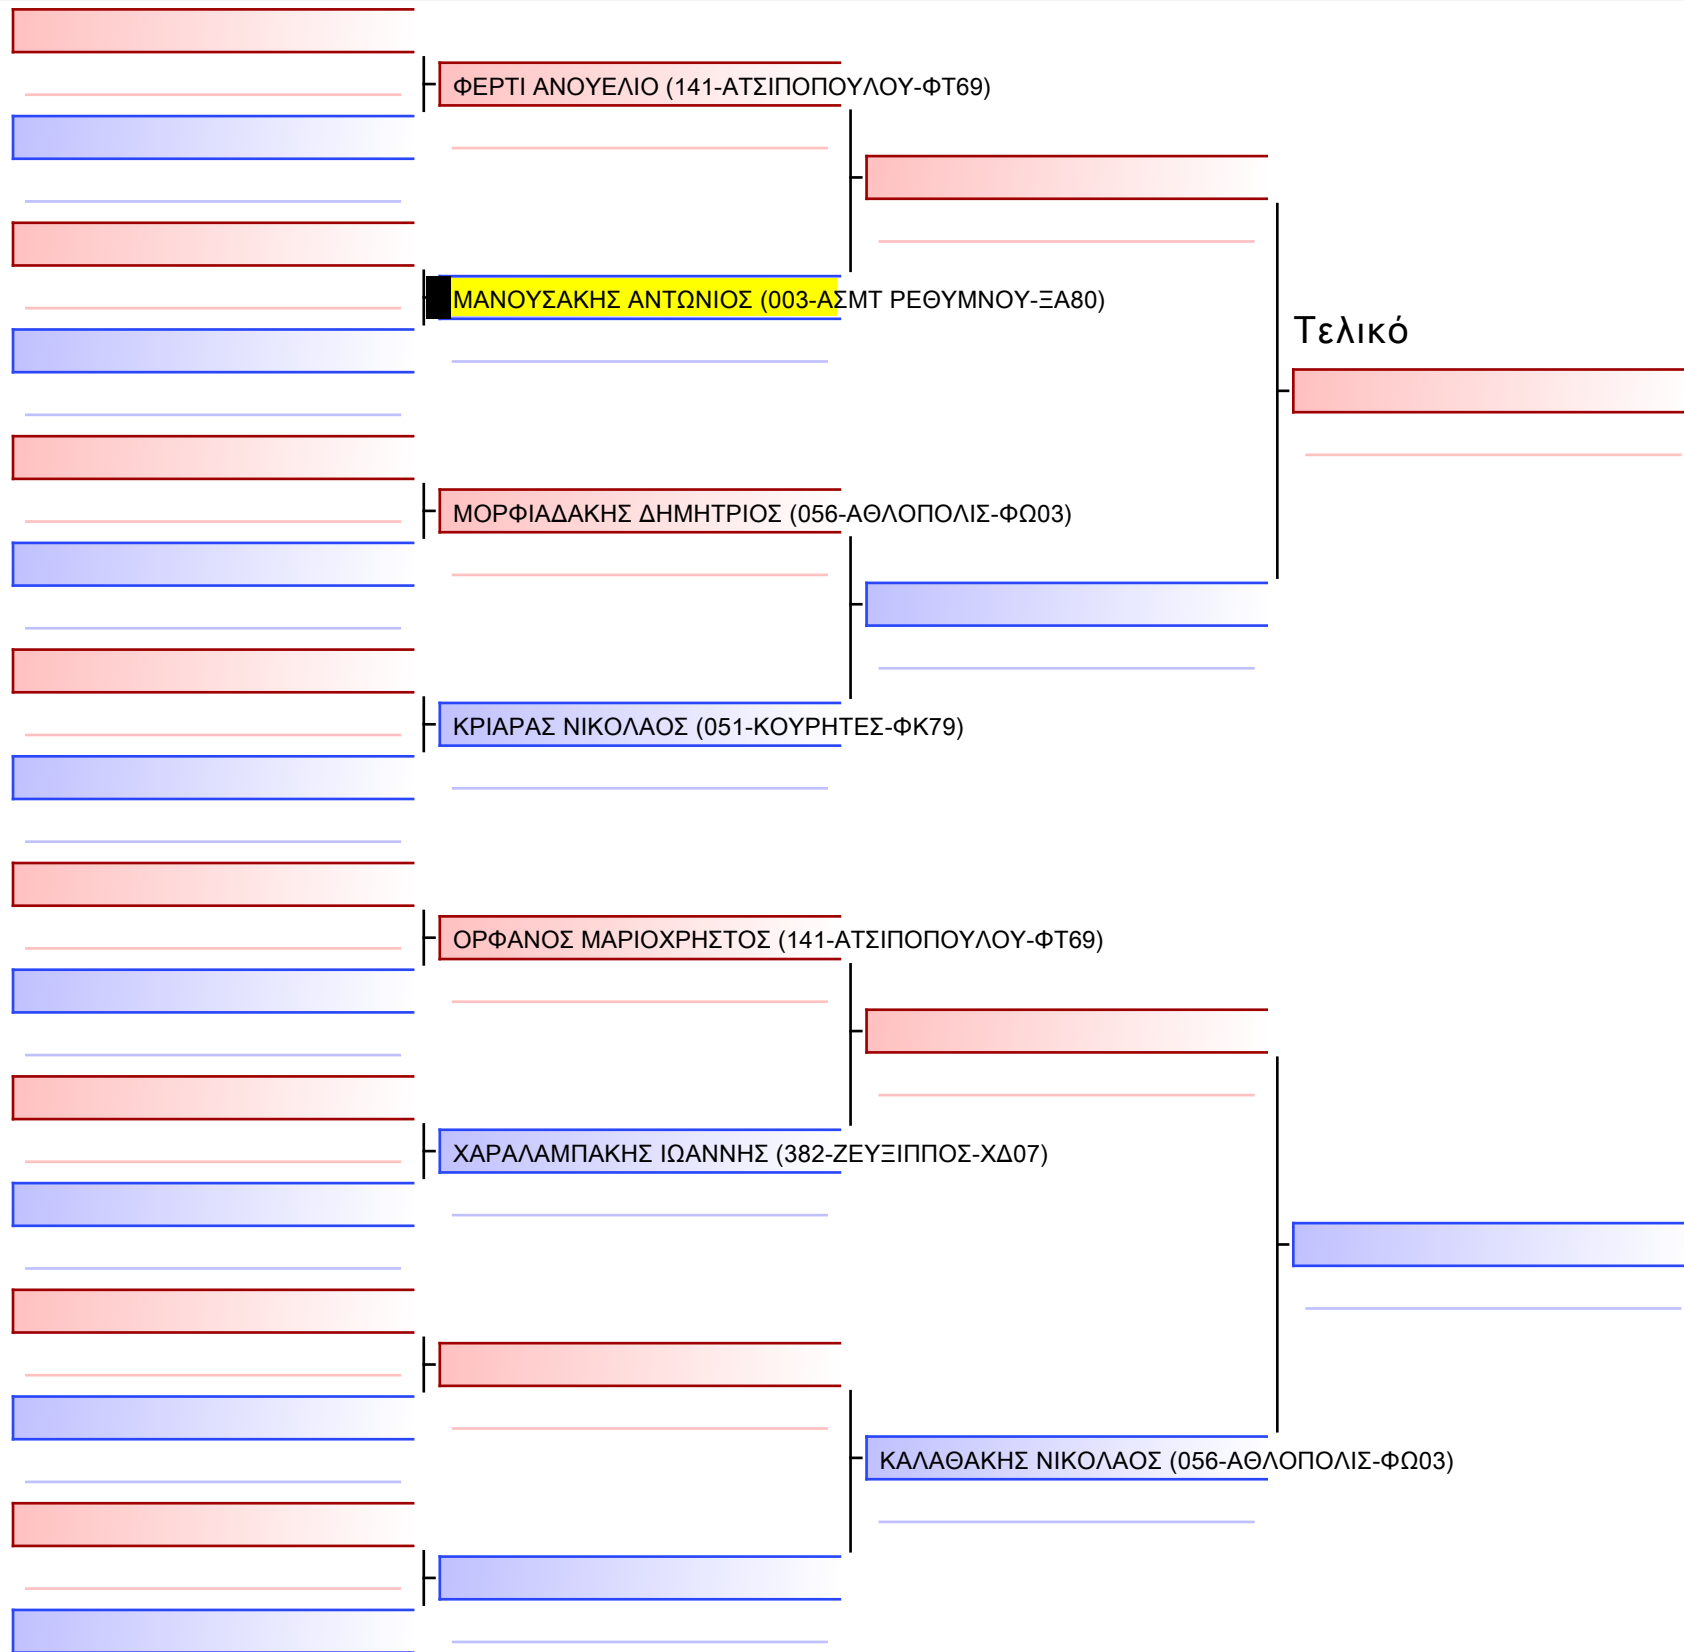 ΦΕΡΤΙ ΑΝΟΥΕΛΙΟ (141-ΑΤΣΙΠΟΠΟΥΛΟΥ-ΦΤ69)
ΜΑΝΟΥΣΑΚΗΣ ΑΝΤΩΝΙΟΣ (003-ΑΣΜΤ ΡΕΘΥΜΝΟΥ-ΞΑ80)
Τελικό
ΜΟΡΦΙΑΔΑΚΗΣ ΔΗΜΗΤΡΙΟΣ (056-ΑΘΛΟΠΟΛΙΣ-ΦΩ03)
ΚΡΙΑΡΑΣ ΝΙΚΟΛΑΟΣ (051-ΚΟΥΡΗΤΕΣ-ΦΚ79)
ΟΡΦΑΝΟΣ ΜΑΡΙΟΧΡΗΣΤΟΣ (141-ΑΤΣΙΠΟΠΟΥΛΟΥ-ΦΤ69)
ΧΑΡΑΛΑΜΠΑΚΗΣ ΙΩΑΝΝΗΣ (382-ΖΕΥΞΙΠΠΟΣ-ΧΔ07)
ΚΑΛΑΘΑΚΗΣ ΝΙΚΟΛΑΟΣ (056-ΑΘΛΟΠΟΛΙΣ-ΦΩ03)